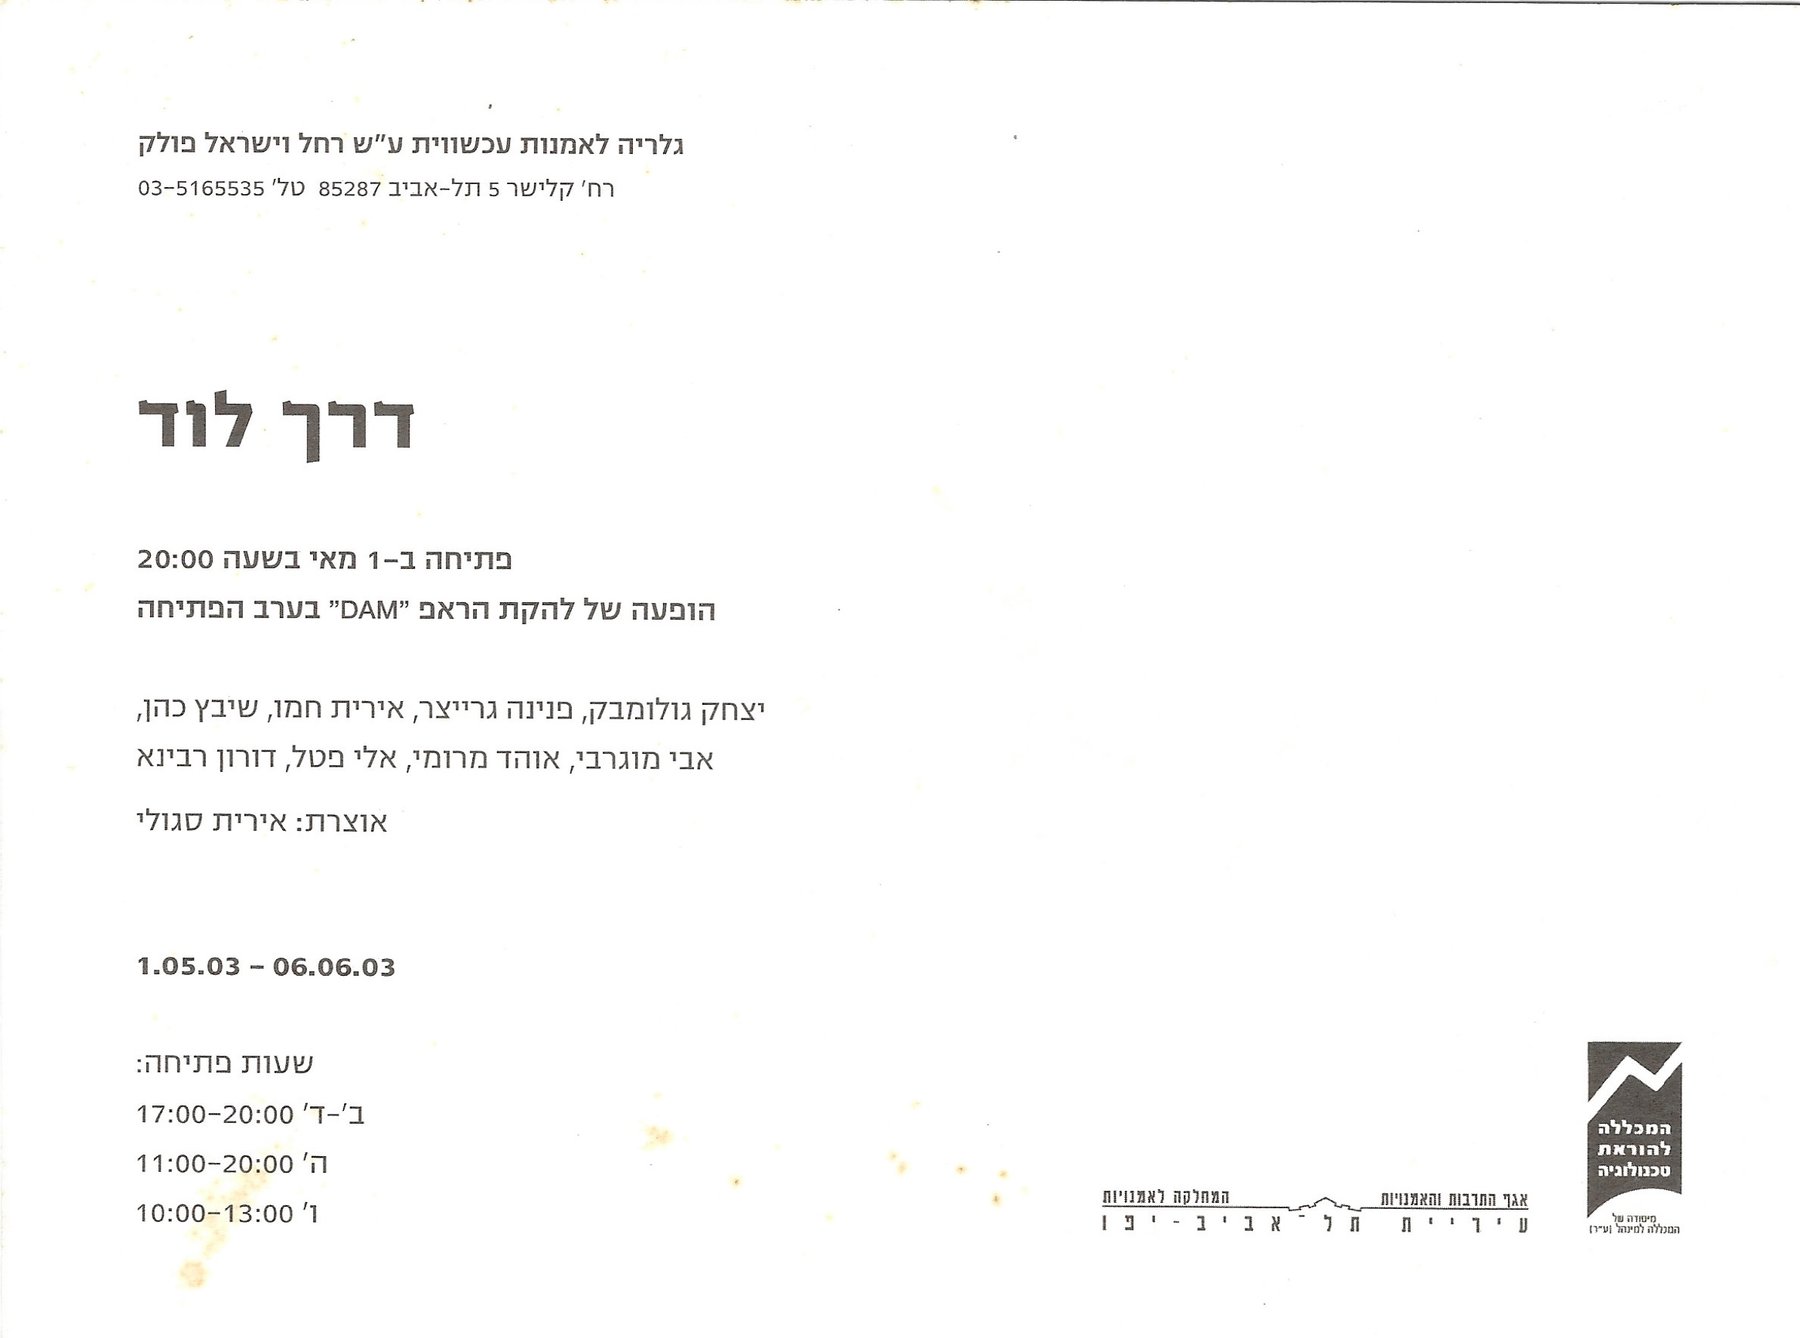 גלריה לאמנות עכשווית ע"ש רחל וישראל פולק
רח' קלישר 5 תל-אביב 85287 טל' 03-5165535
דרך לוד
פתיחה ב-1 מאי בשעה 20:00
הופעה של להקת הראפ "DAM" בערב הפתיחה
יצחק גולומבק, פנינה גרייצר, אירית חמו, שיבץ כהן,
אבי מוגרבי, אוהד מרומי, אלי פטל, דורון רבינא
אוצרת: אירית סגולי
1.05.03 – 06.06.03
שעות פתיחה:
ב'-ד' 17:00-20:00
ה' 11:00-20:00
ו' 10:00-13:00
אגף התרבות והאמנויות המחלקה לאמנויות
עיריית תל-אביב-יפו
המכללה
להוראת
טכנולוגיה
מיסודה של
המכללה למינהל (ע"ר)